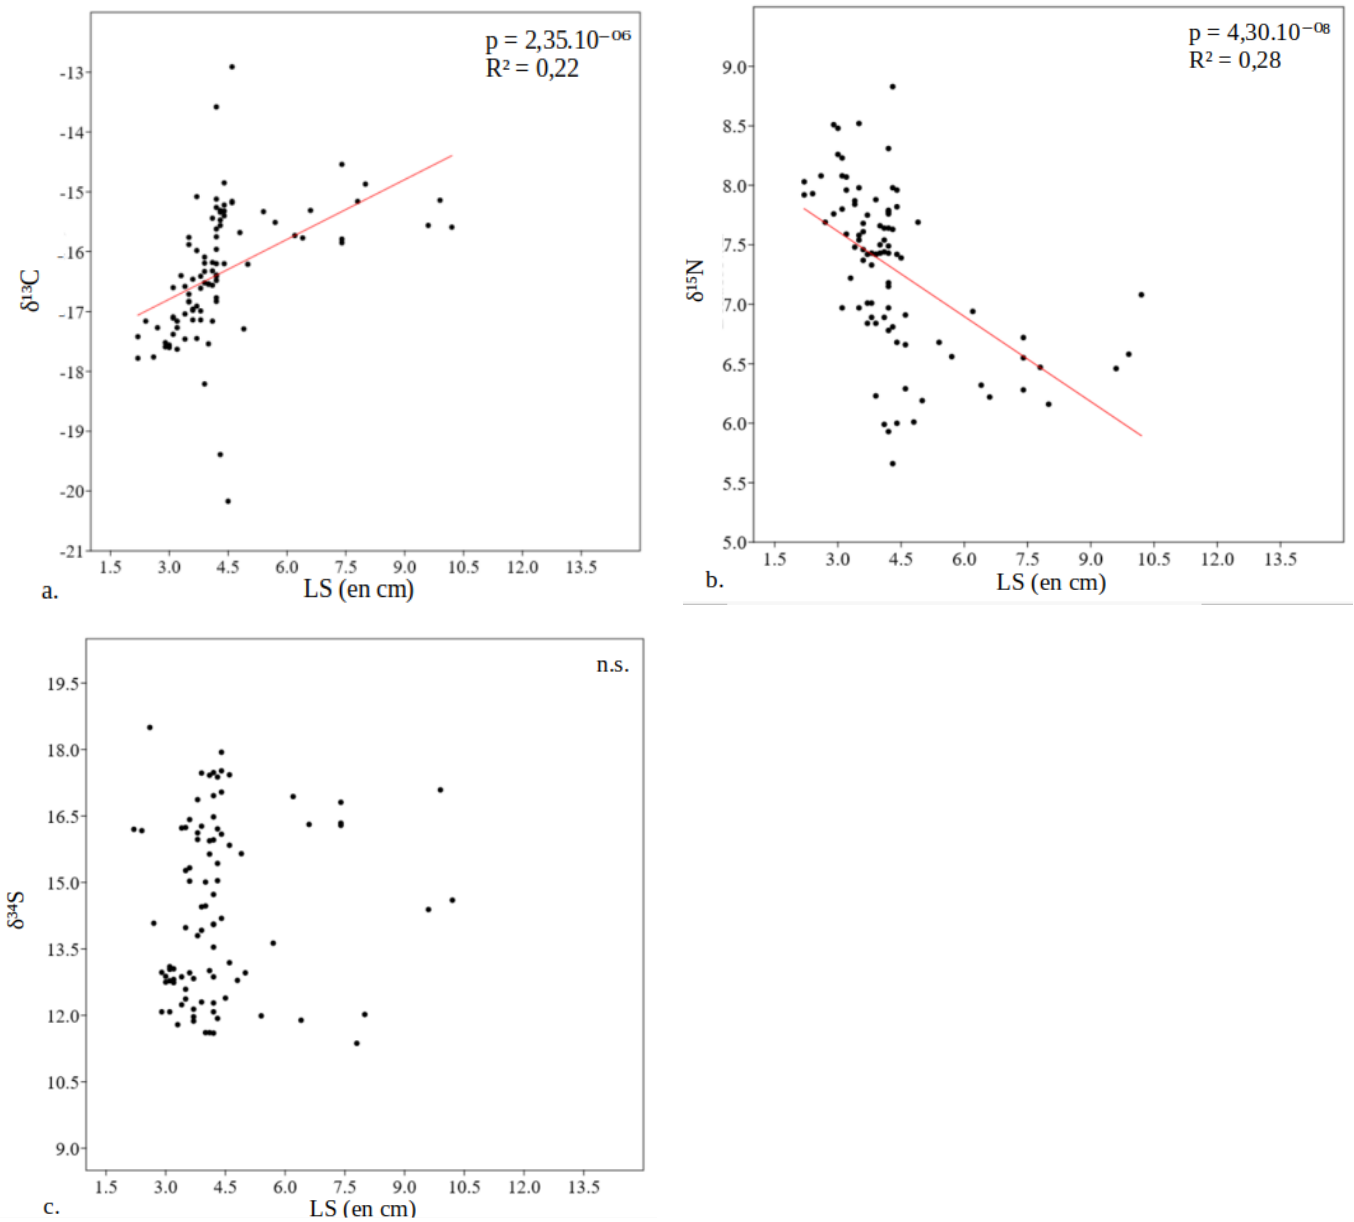 p = 2,35.10⁻⁰⁶
R² = 0,22
-13
-14
-15
-16
-17
-18
-19
-20
-21
δ¹³C
1.5 3.0 4.5 6.0 7.5 9.0 10.5 12.0 13.5
LS (en cm)
a.
p = 4,30.10⁻⁰⁸
R² = 0,28
9.0
8.5
8.0
7.5
7.0
6.5
6.0
5.5
5.0
δ¹⁵N
1.5 3.0 4.5 6.0 7.5 9.0 10.5 12.0 13.5
LS (en cm)
b.
n.s.
19.5
18.0
16.5
15.0
13.5
12.0
10.5
9.0
δ³⁴S
1.5 3.0 4.5 6.0 7.5 9.0 10.5 12.0 13.5
LS (en cm)
c.